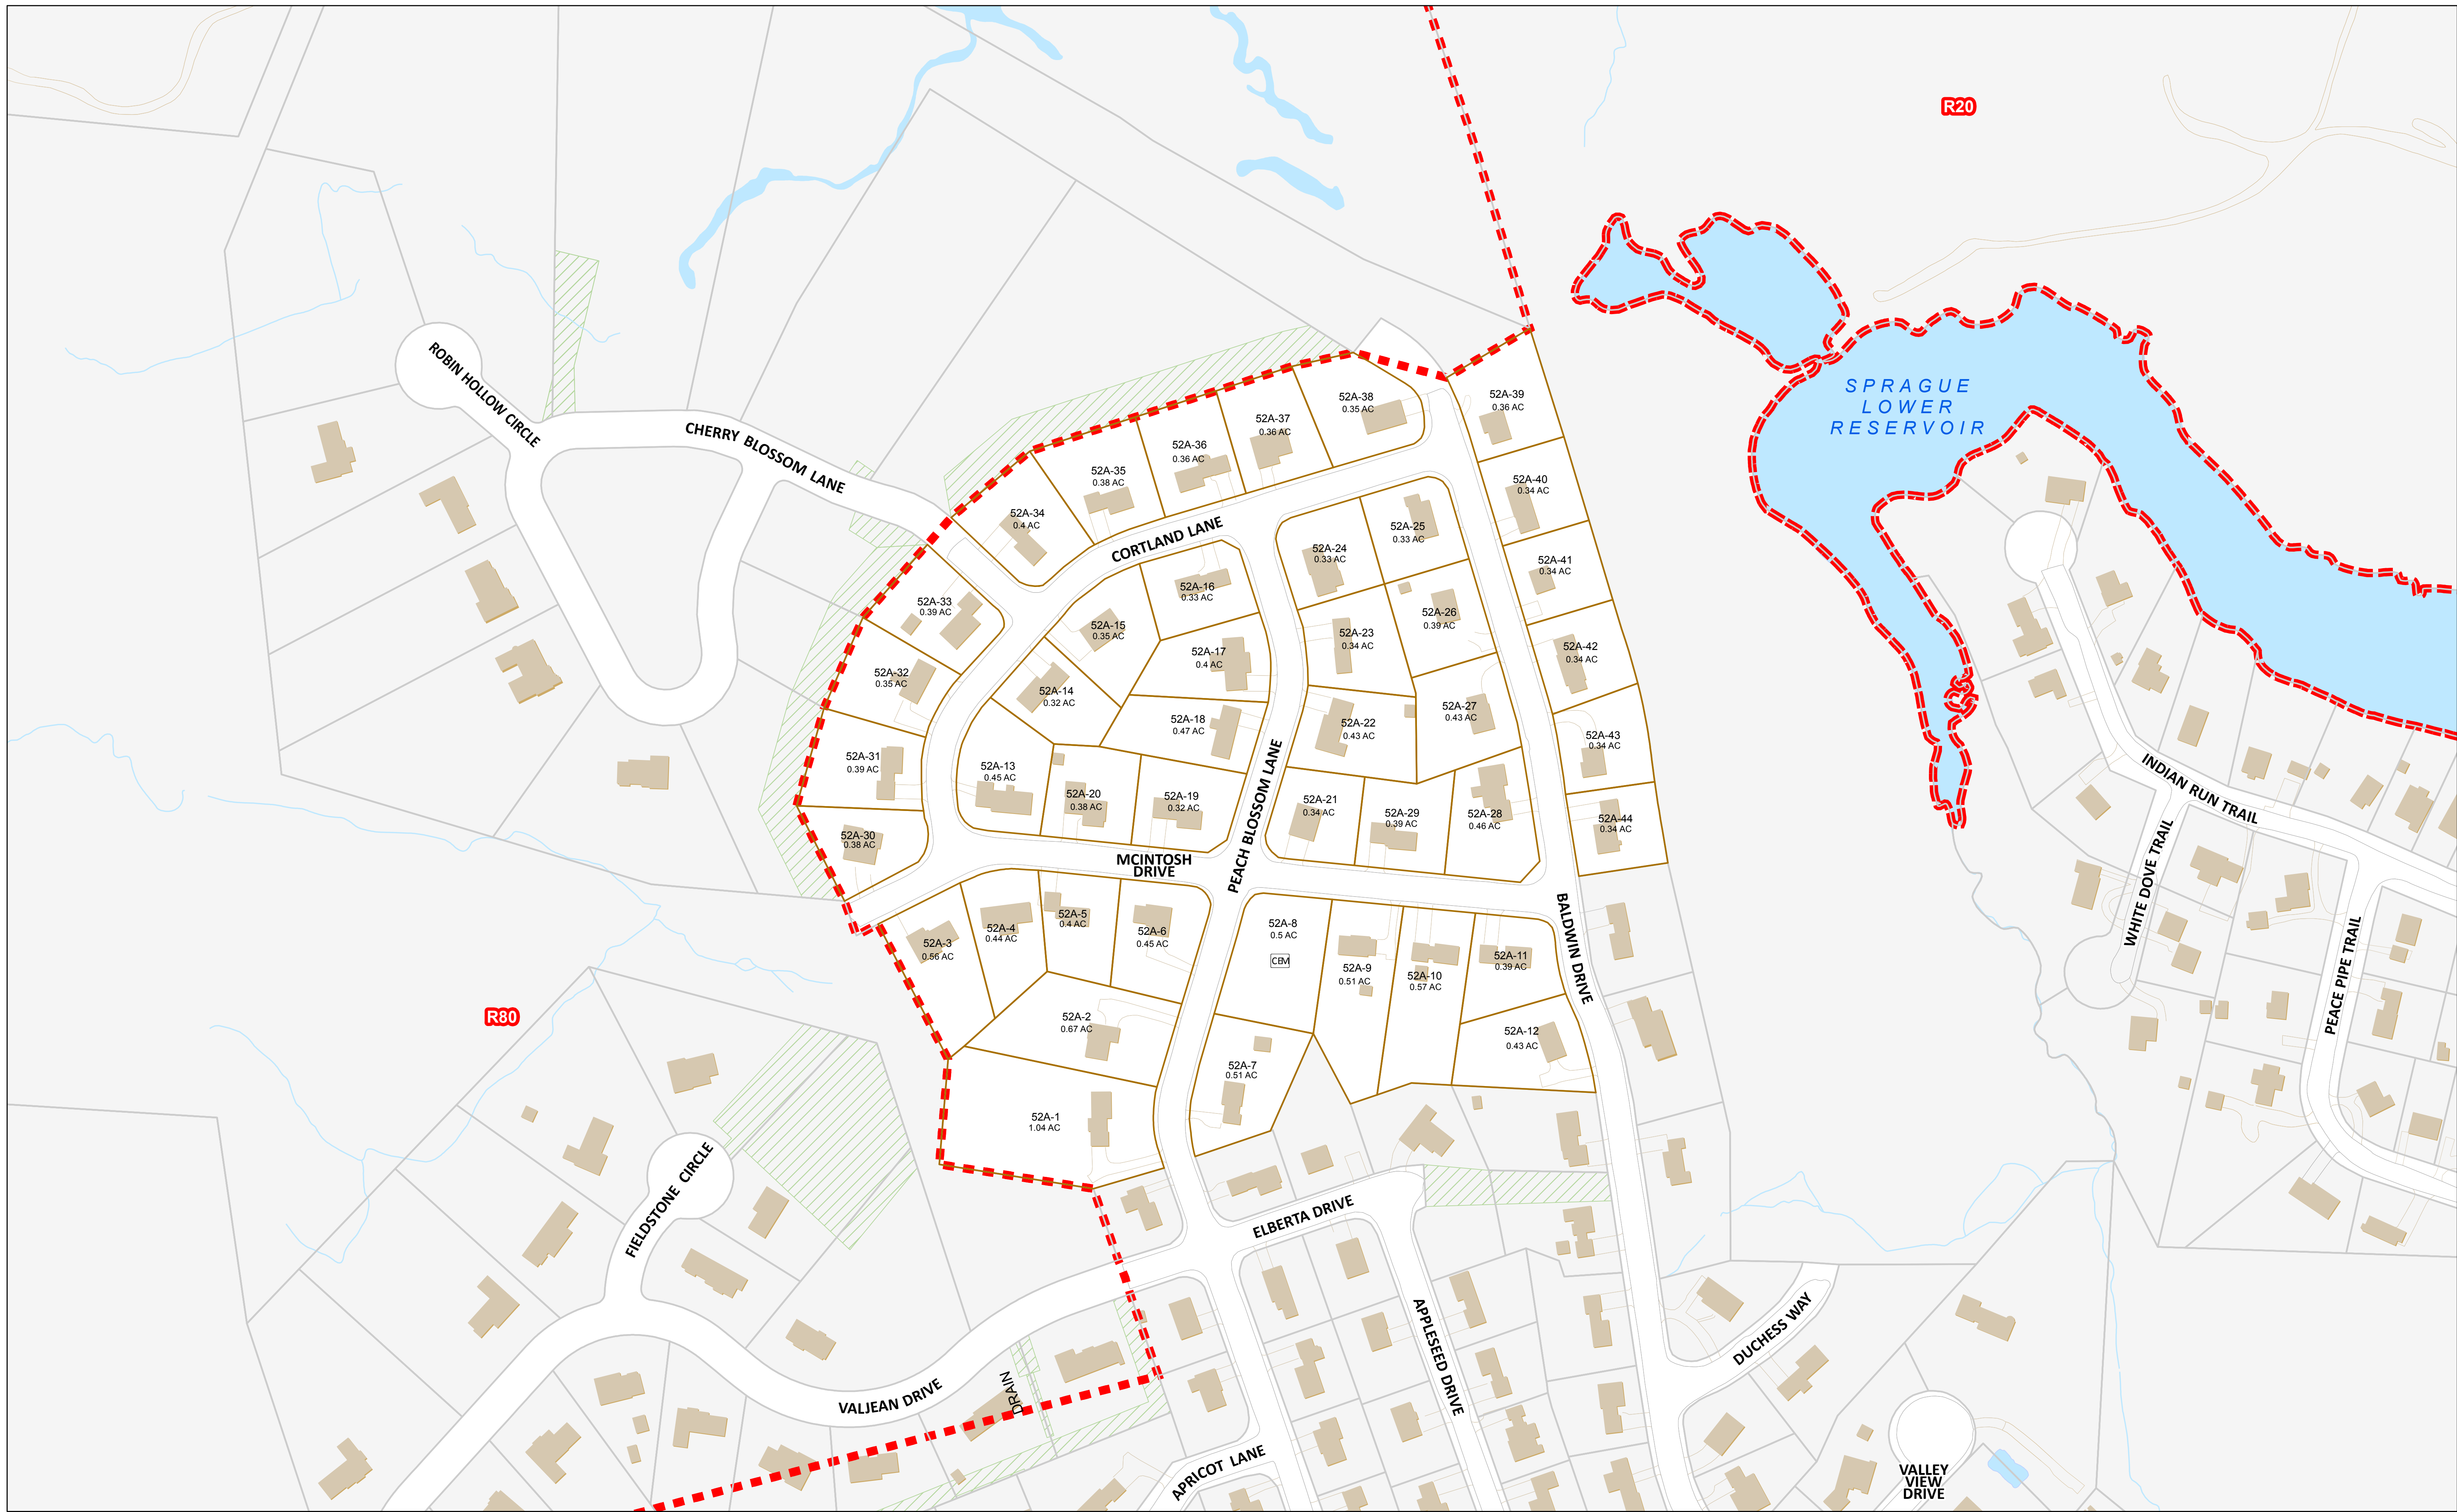 R20
SPRAGUE
LOWER
RESERVOIR
ROBIN HOLLOW CIRCLE
CHERRY BLOSSOM LANE
52A-39
0.36 AC
52A-38
0.35 AC
52A-37
0.36 AC
52A-36
0.36 AC
52A-35
0.38 AC
52A-34
0.4 AC
CORTLAND LANE
52A-40
0.34 AC
52A-25
0.33 AC
52A-24
0.33 AC
52A-41
0.34 AC
52A-16
0.33 AC
52A-33
0.39 AC
52A-26
0.39 AC
52A-15
0.35 AC
52A-23
0.34 AC
52A-17
0.4 AC
52A-42
0.34 AC
52A-32
0.35 AC
52A-14
0.32 AC
52A-27
0.43 AC
52A-18
0.47 AC
52A-22
0.43 AC
52A-43
0.34 AC
52A-31
0.39 AC
52A-13
0.45 AC
52A-20
0.38 AC
52A-19
0.32 AC
52A-21
0.34 AC
52A-29
0.39 AC
52A-28
0.46 AC
52A-44
0.34 AC
52A-30
0.38 AC
PEACH BLOSSOM LANE
MCINTOSH
DRIVE
INDIAN RUN TRAIL
WHITE DOVE TRAIL
PEACE PIPE TRAIL
BALDWIN DRIVE
52A-5
0.4 AC
52A-4
0.44 AC
52A-3
0.56 AC
52A-6
0.45 AC
52A-8
0.5 AC
CEM
52A-9
0.51 AC
52A-10
0.57 AC
52A-11
0.39 AC
R80
52A-2
0.67 AC
52A-12
0.43 AC
52A-7
0.51 AC
52A-1
1.04 AC
FIELDSTONE CIRCLE
ELBERTA DRIVE
APPLESEED DRIVE
DUCHESS WAY
VALJEAN DRIVE
DRAIN
APRICOT LANE
VALLEY
VIEW
DRIVE